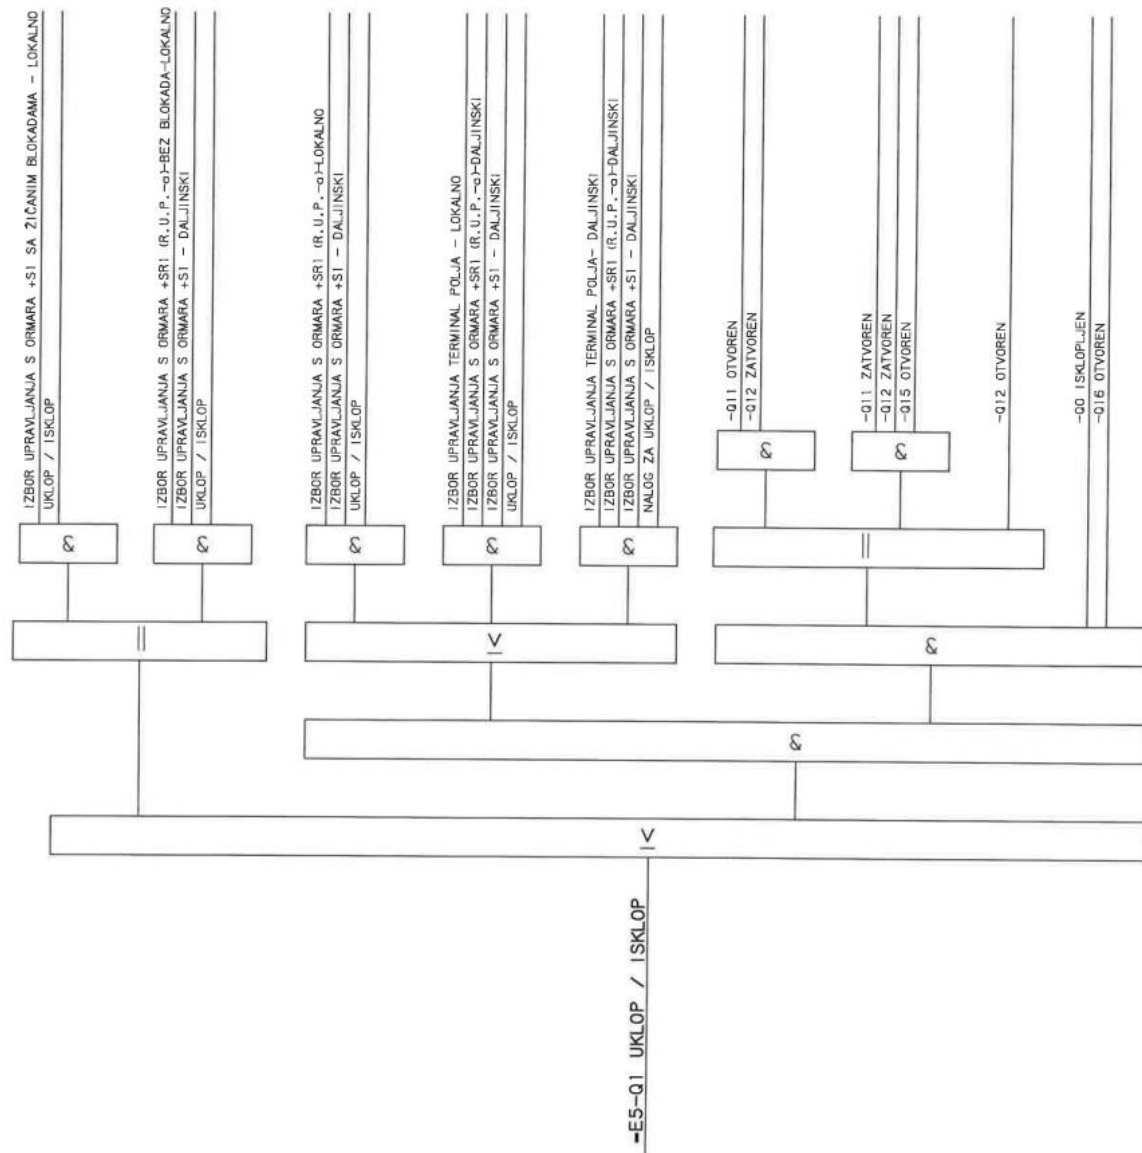 IZBOR UPRAVLJANJA S ORMARA +S1 SA ŽIČANIM BLOKADAMA - LOKALNO
UKLOP / ISKLOP
&
IZBOR UPRAVLJANJA S ORMARA +SR1 (R.U.P.-a)-BEZ BLOKADA-LOKALNO
IZBOR UPRAVLJANJA S ORMARA +S1 - DALJINSKI
UKLOP / ISKLOP
&
||
IZBOR UPRAVLJANJA S ORMARA +SR1 (R.U.P.-a)-LOKALNO
IZBOR UPRAVLJANJA S ORMARA +S1 - DALJINSKI
UKLOP / ISKLOP
&
IZBOR UPRAVLJANJA TERMINAL POLJA - LOKALNO
IZBOR UPRAVLJANJA S ORMARA +SR1 (R.U.P.-a)-DALJINSKI
IZBOR UPRAVLJANJA S ORMARA +S1 - DALJINSKI
UKLOP / ISKLOP
&
IZBOR UPRAVLJANJA TERMINAL POLJA- DALJINSKI
IZBOR UPRAVLJANJA S ORMARA +SR1 (R.U.P.-a)-DALJINSKI
IZBOR UPRAVLJANJA S ORMARA +S1 - DALJINSKI
NALOG ZA UKLOP / ISKLOP
&
V
-Q11 OTVOREN
-Q12 ZATVOREN
&
-Q11 ZATVOREN
-Q12 ZATVOREN
-Q15 OTVOREN
&
-Q12 OTVOREN
||
-Q0 ISKLOPLJEN
-Q16 OTVOREN
&
&
V
-E5-Q1 UKLOP / ISKLOP